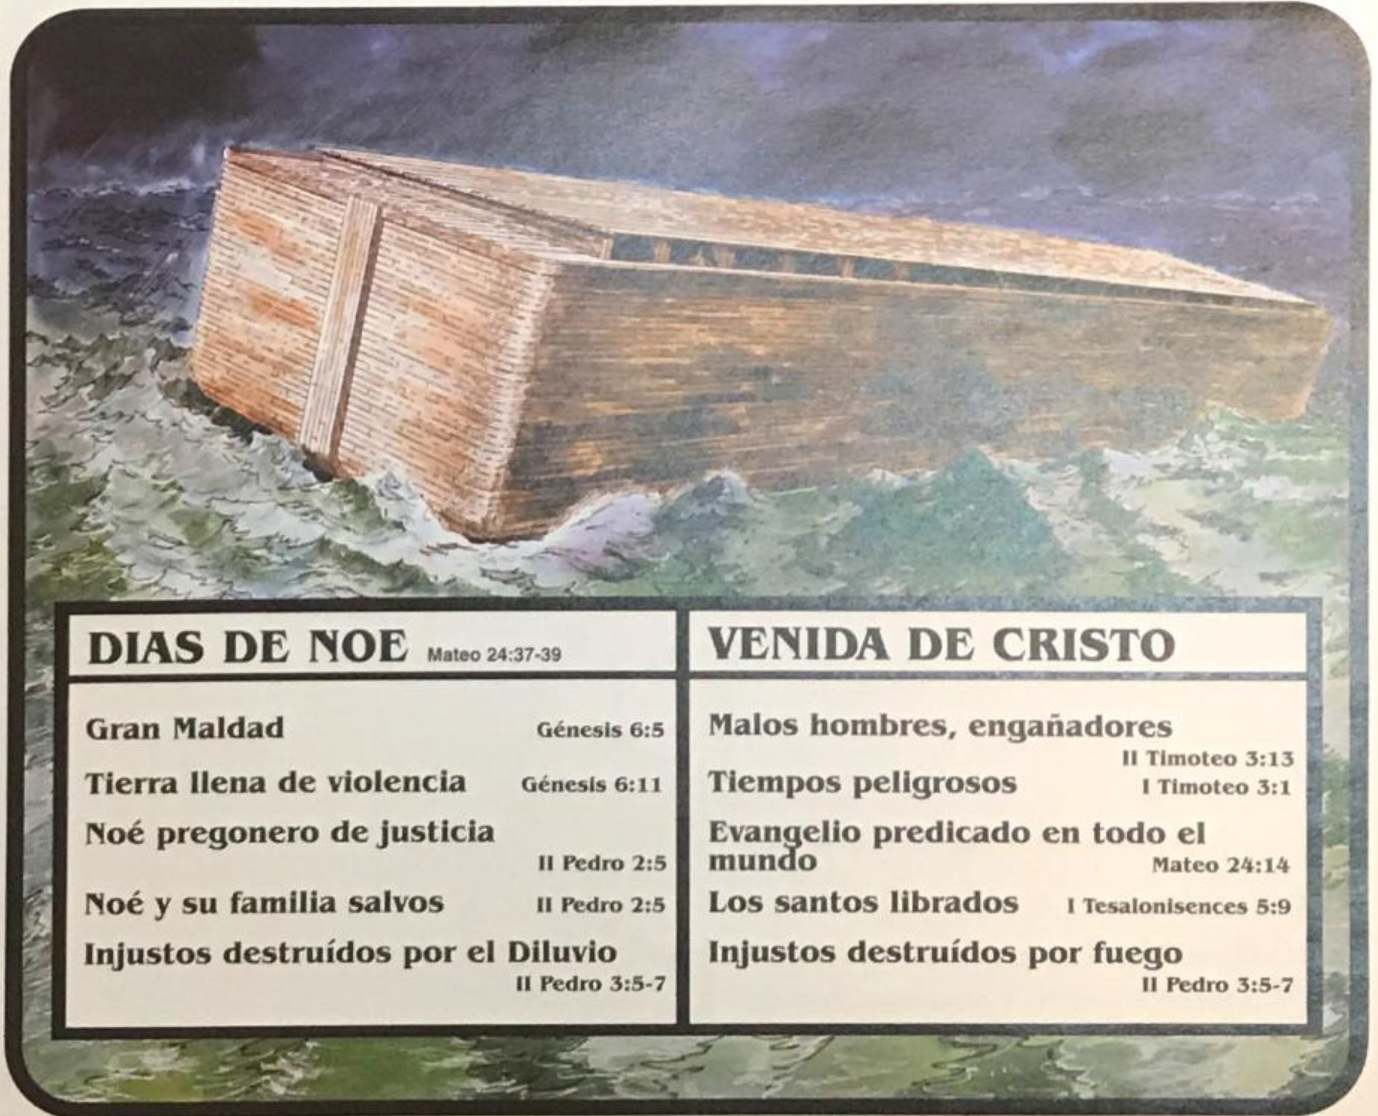 DIAS DE NOE Mateo 24:37-39
Gran Maldad Génesis 6:5
Tierra llena de violencia Génesis 6:11
Noé pregonero de justicia
II Pedro 2:5
Noé y su familia salvos II Pedro 2:5
Injustos destruídos por el Diluvio
II Pedro 3:5-7
VENIDA DE CRISTO
Malos hombres, engañadores
II Timoteo 3:13
Tiempos peligrosos I Timoteo 3:1
Evangelio predicado en todo el
mundo Mateo 24:14
Los santos librados I Tesalonisences 5:9
Injustos destruídos por fuego
II Pedro 3:5-7